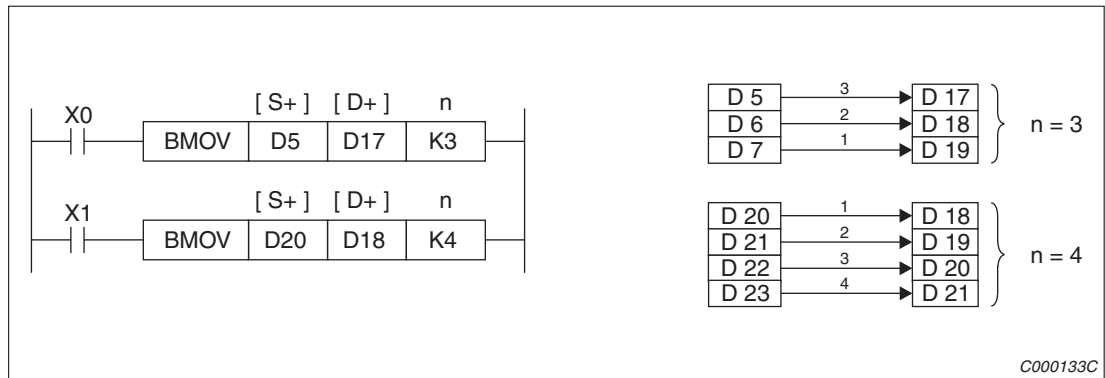 [ S+ ] [ D+ ] n
X0
BMOV D5 D17 K3
[ S+ ] [ D+ ] n
X1
BMOV D20 D18 K4
D 5 3 D 17
D 6 2 D 18 n = 3
D 7 1 D 19
D 20 1 D 18
D 21 2 D 19
n = 4
D 22 3 D 20
D 23 4 D 21
C000133C